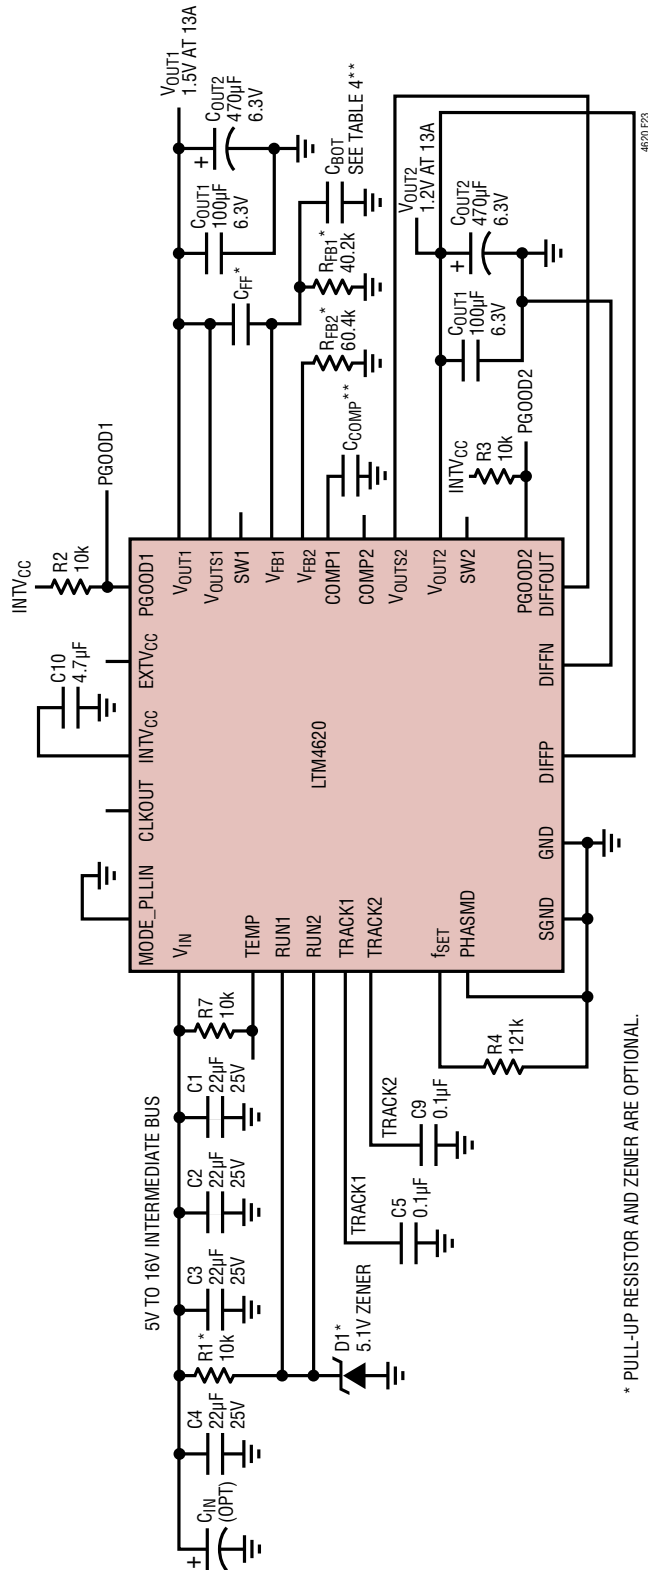 5V TO 16V INTERMEDIATE BUS
CIN
(OPT)
+
C4
22µF
25V
R1*
10k
C3
22µF
25V
C2
22µF
25V
C1
22µF
25V
R7
10k
D1*
5.1V ZENER
TRACK1
C5
0.1µF
TRACK2
C9
0.1µF
R4
121k
MODE_PLLIN
CLKOUT
INTVCC
EXTVCC
PGOOD1
VIN
TEMP
RUN1
RUN2
TRACK1
TRACK2
fSET
PHASMD
LTM4620
VOUT1
VOUTS1
SW1
VFB1
VFB2
COMP1
COMP2
VOUTS2
VOUT2
SW2
PGOOD2
SGND
GND
DIFFP
DIFFN
DIFFOUT
C10
4.7µF
INTVCC
R2
10k
PGOOD1
VOUT1
1.5V AT 13A
COUT1
100µF
6.3V
+
COUT2
470µF
6.3V
CFF*
CBOT
SEE TABLE 4**
RFB1*
40.2k
RFB2*
60.4k
CCOMP**
VOUT2
1.2V AT 13A
COUT1
100µF
6.3V
+
COUT2
470µF
6.3V
INTVCC
R3
10k
PGOOD2
4620 F23
* PULL-UP RESISTOR AND ZENER ARE OPTIONAL.